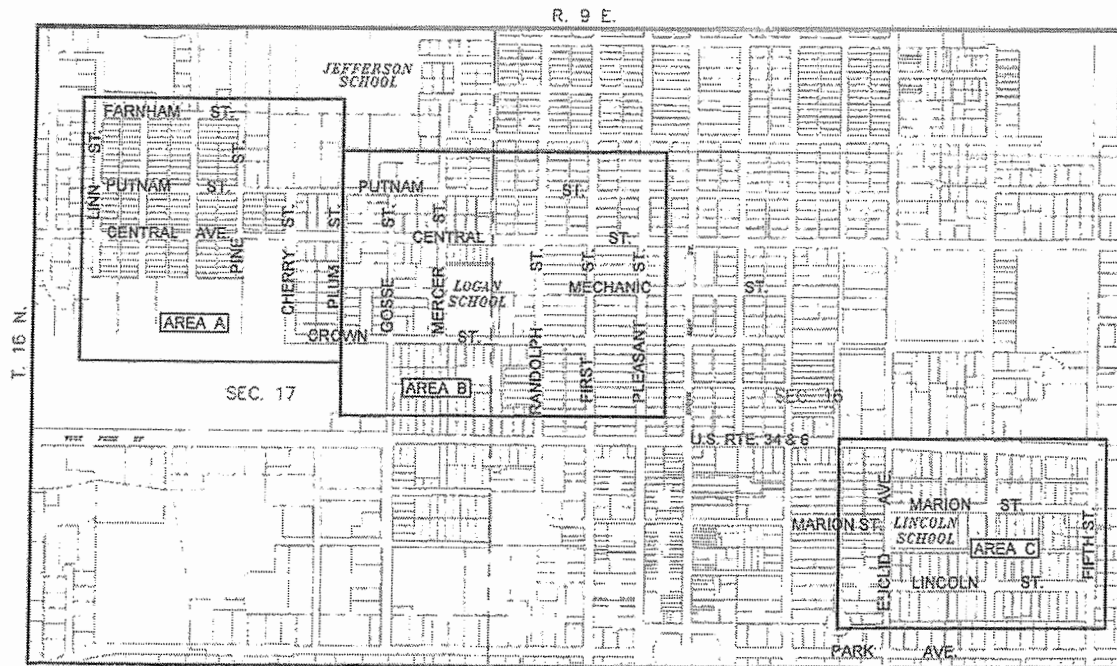 R. 9 E.
T. 16 N.
JEFFERSON
SCHOOL
FARNHAM ST.
LINN ST.
ST.
PUTNAM ST.
PUTNAM ST.
CENTRAL AVE.
PINE
CHERRY ST.
PLUM ST.
GOSSE ST.
MERCER ST.
CENTRAL ST.
LOGAN
SCHOOL
RANDOLPH ST.
FIRST ST.
PLEASANT ST.
MECHANIC ST.
ST.
AREA A
CROWN ST.
AREA B
SEC. 17
SEC. 16
U.S. RTE. 34 & 6
EUCLID AVE.
MARION ST.
MARION ST.
LINCOLN
SCHOOL
AREA C
FIFTH ST.
LINCOLN ST.
PARK AVE.